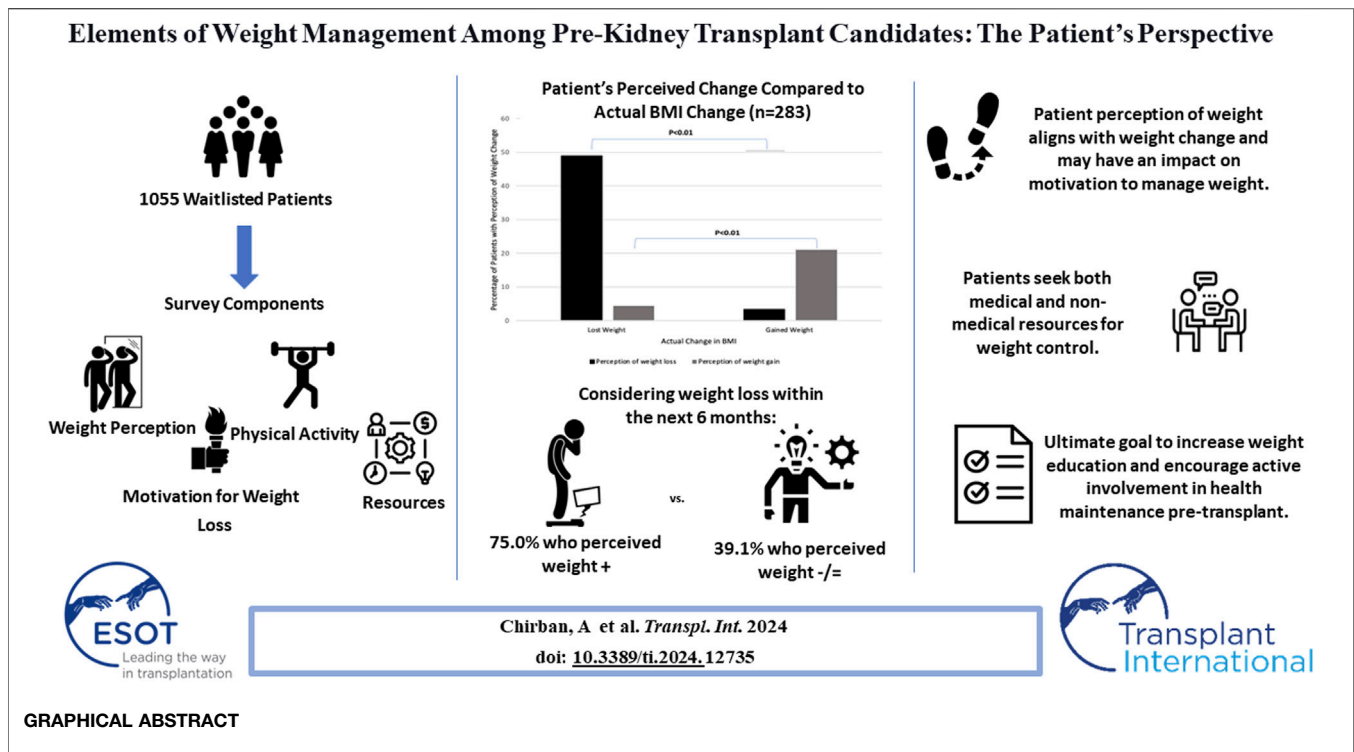 Elements of Weight Management Among Pre-Kidney Transplant Candidates: The Patient's Perspective
1055 Waitlisted Patients
Survey Components
Weight Perception
Physical Activity
Motivation for Weight
Loss
Resources
Patient's Perceived Change Compared to
Actual BMI Change (n=283)
Percentage of Patients with Perception of Weight Change
60
50
40
30
20
10
0
P<0.01
P<0.01
Lost Weight
Gained Weight
Actual Change in BMI
Perception of weight loss
Perception of weight gain
Considering weight loss within
the next 6 months:
vs.
75.0% who perceived
weight +
39.1% who perceived
weight -/=
Patient perception of weight
aligns with weight change and
may have an impact on
motivation to manage weight.
Patients seek both
medical and non-
medical resources for
weight control.
Ultimate goal to increase weight
education and encourage active
involvement in health
maintenance pre-transplant.
ESOT
Leading the way
in transplantation
Chirban, A et al. Transpl. Int. 2024
doi: 10.3389/ti.2024.12735
Transplant
International
GRAPHICAL ABSTRACT